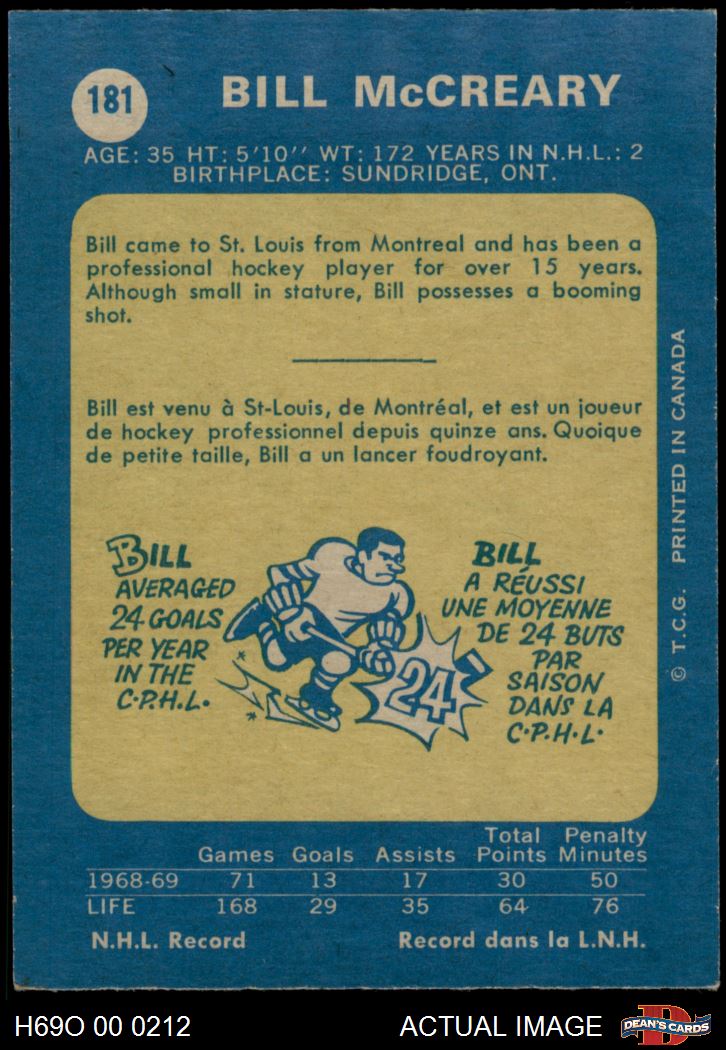 181
BILL McCREARY
AGE: 35 HT: 5'10'' WT: 172 YEARS IN N.H.L.: 2
BIRTHPLACE: SUNDRIDGE, ONT.
Bill came to St. Louis from Montreal and has been a
professional hockey player for over 15 years.
Although small in stature, Bill possesses a booming
shot.
Bill est venu à St-Louis, de Montréal, et est un joueur
de hockey professionnel depuis quinze ans. Quoique
de petite taille, Bill a un lancer foudroyant.
BILL
AVERAGED
24 GOALS
PER YEAR
IN THE
C.P.H.L.
24
BILL
A RÉUSSI
UNE MOYENNE
DE 24 BUTS
PAR
SAISON
DANS LA
C.P.H.L.
© T.C.G. PRINTED IN CANADA
Total Penalty
Games Goals Assists Points Minutes
1968-69 71 13 17 30 50
LIFE 168 29 35 64 76
N.H.L. Record Record dans la L.N.H.
H69O 00 0212 ACTUAL IMAGE
D
DEAN'S CARDS